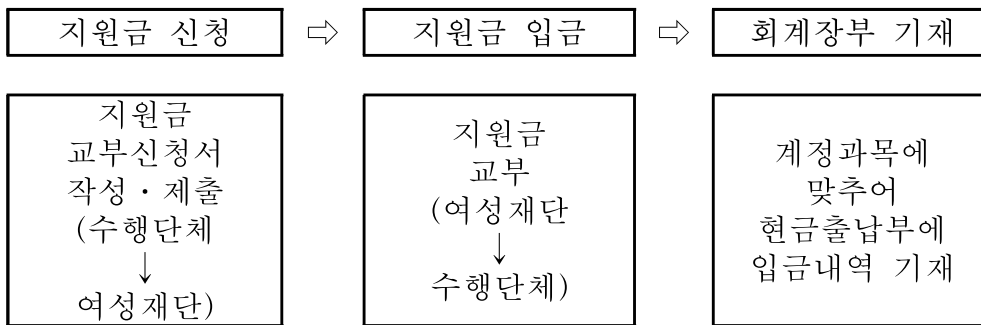 지원금 신청 ⇨ 지원금 입금 ⇨ 회계장부 기재
지원금
교부신청서
작성・제출
(수행단체
↓
여성재단)
지원금
교부
(여성재단
↓
수행단체)
계정과목에
맞추어
현금출납부에
입금내역 기재